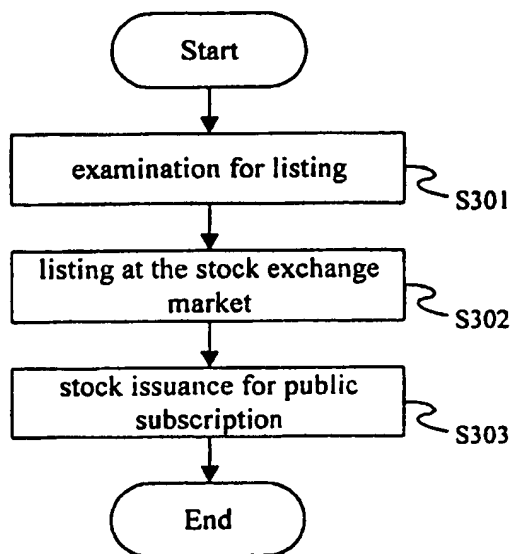 Start
examination for listing
S301
listing at the stock exchange
market
S302
stock issuance for public
subscription
S303
End